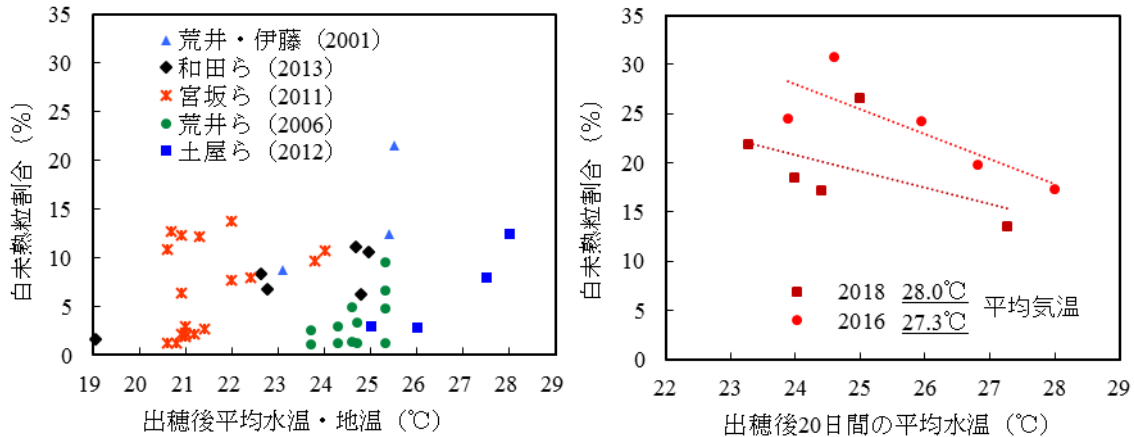 35
30
25
20
15
10
5
0
白未熟粒割合（%）
荒井・伊藤（2001）
和田ら（2013）
宮坂ら（2011）
荒井ら（2006）
土屋ら（2012）
19 20 21 22 23 24 25 26 27 28 29
出穂後平均水温・地温（℃）
35
30
25
20
15
10
5
0
白未熟粒割合（%）
2018 28.0℃ 平均気温
2016 27.3℃
22 23 24 25 26 27 28 29
出穂後20日間の平均水温（℃）